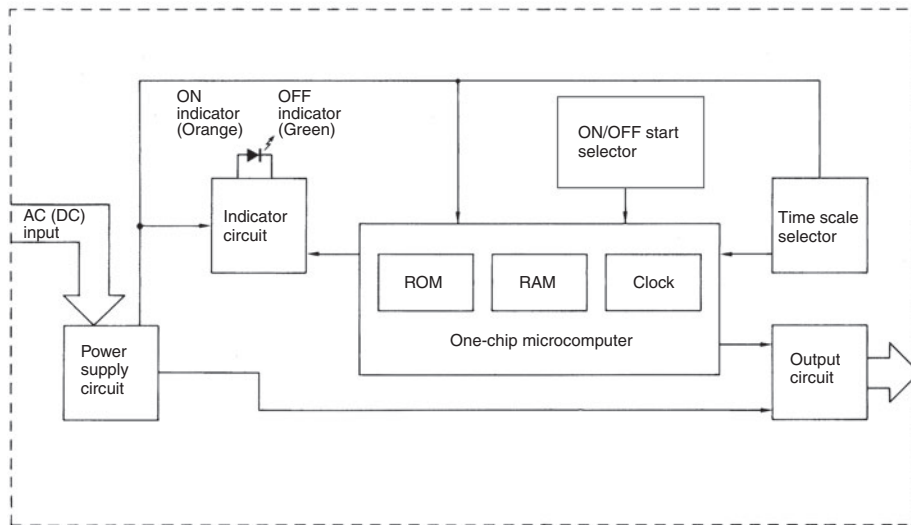 ON
indicator
(Orange)
OFF
indicator
(Green)
ON/OFF start
selector
AC (DC)
input
Indicator
circuit
Time scale
selector
ROM
RAM
Clock
One-chip microcomputer
Power
supply
circuit
Output
circuit